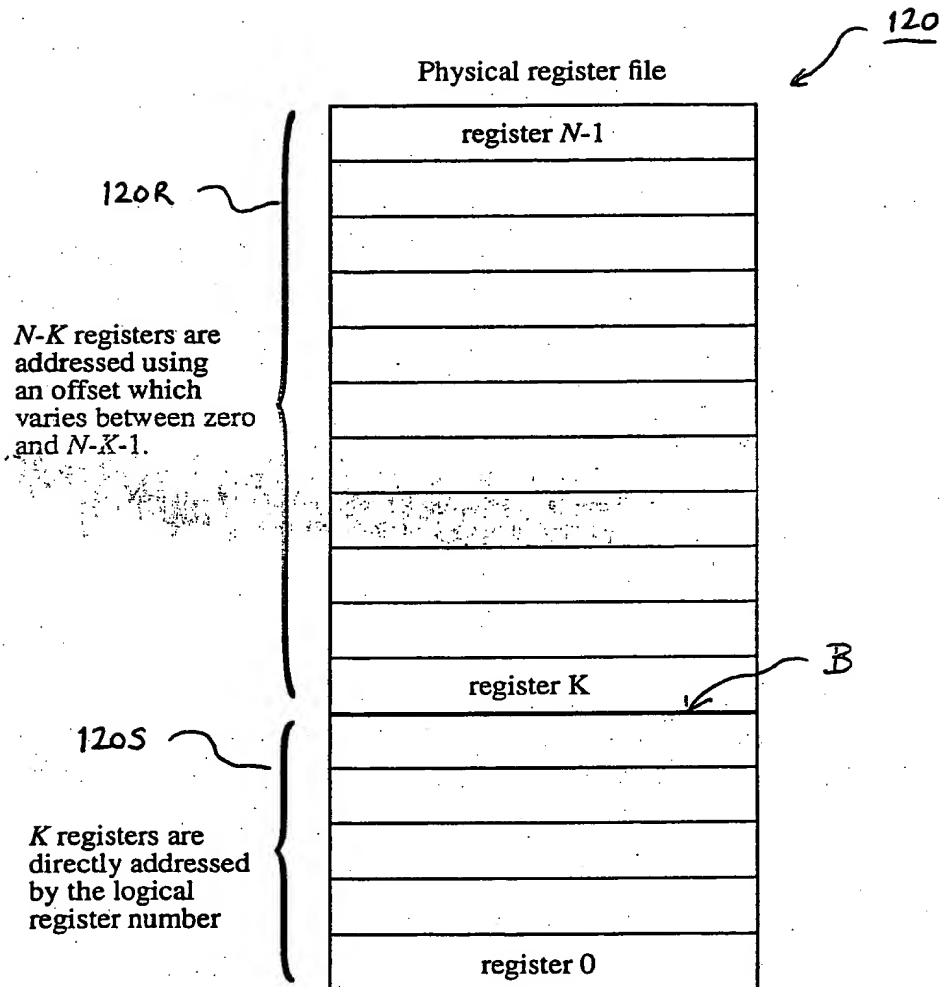 120
Physical register file
register N-1
120R
N-K registers are
addressed using
an offset which
varies between zero
and N-K-1.
register K
B
120S
K registers are
directly addressed
by the logical
register number
register 0